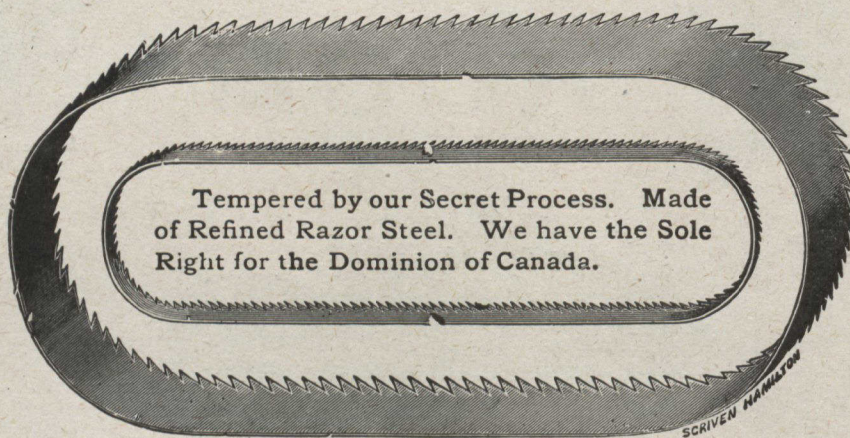 Tempered by our Secret Process. Made
of Refined Razor Steel. We have the Sole
Right for the Dominion of Canada.
SCRIVEN HAMILTON